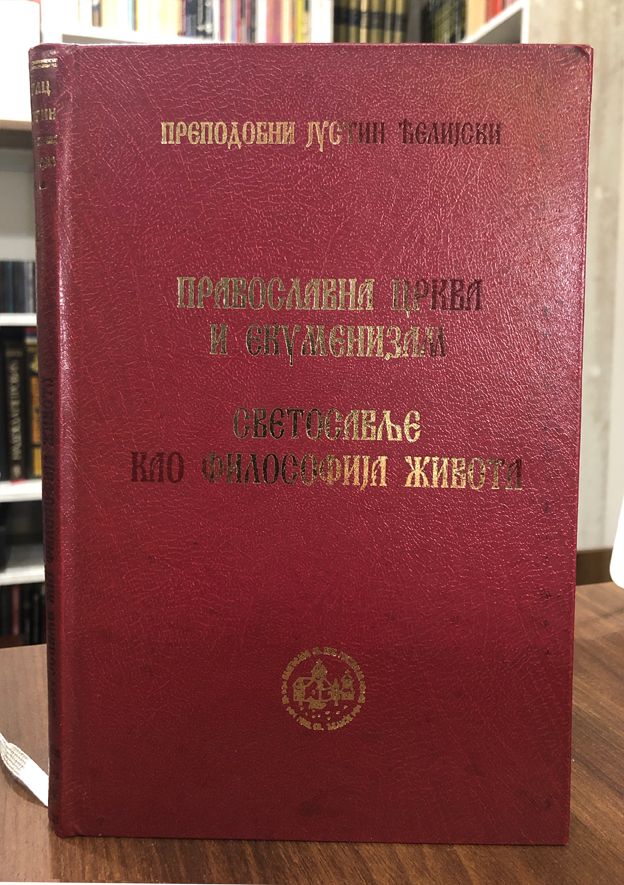 ПРЕПОДОБНИ ЈУСТИН ЋЕЛИЈСКИ
ПРАВОСЛАВНА ЦРКВА
И ЕКУМЕНИЗАМ
СВЕТОСАВЉЕ
КАО ФИЛОСОФИЈА ЖИВОТА